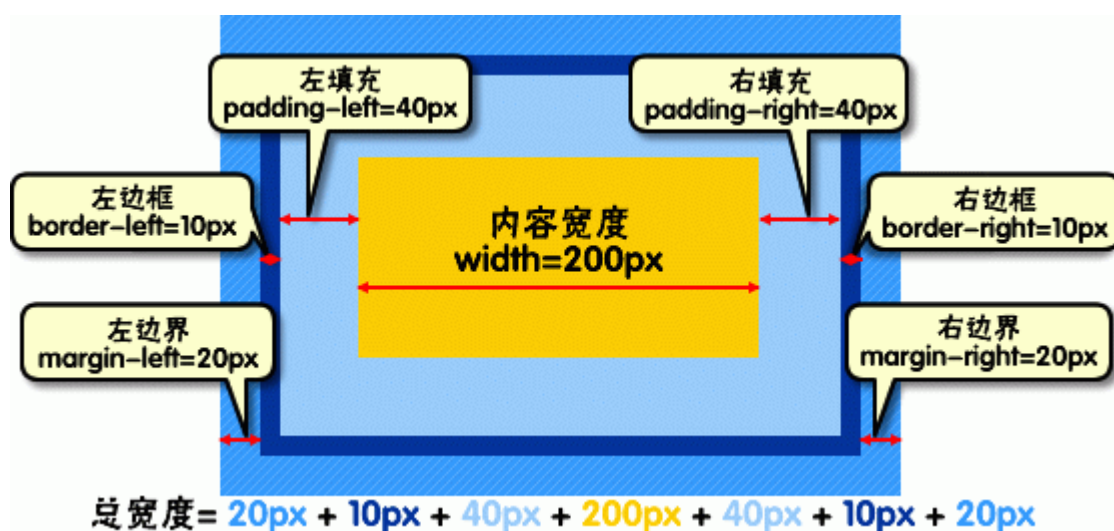 左填充
padding-left=40px
右填充
padding-right=40px
左边框
border-left=10px
内容宽度
width=200px
右边框
border-right=10px
左边界
margin-left=20px
右边界
margin-right=20px
总宽度= 20px + 10px + 40px + 200px + 40px + 10px + 20px